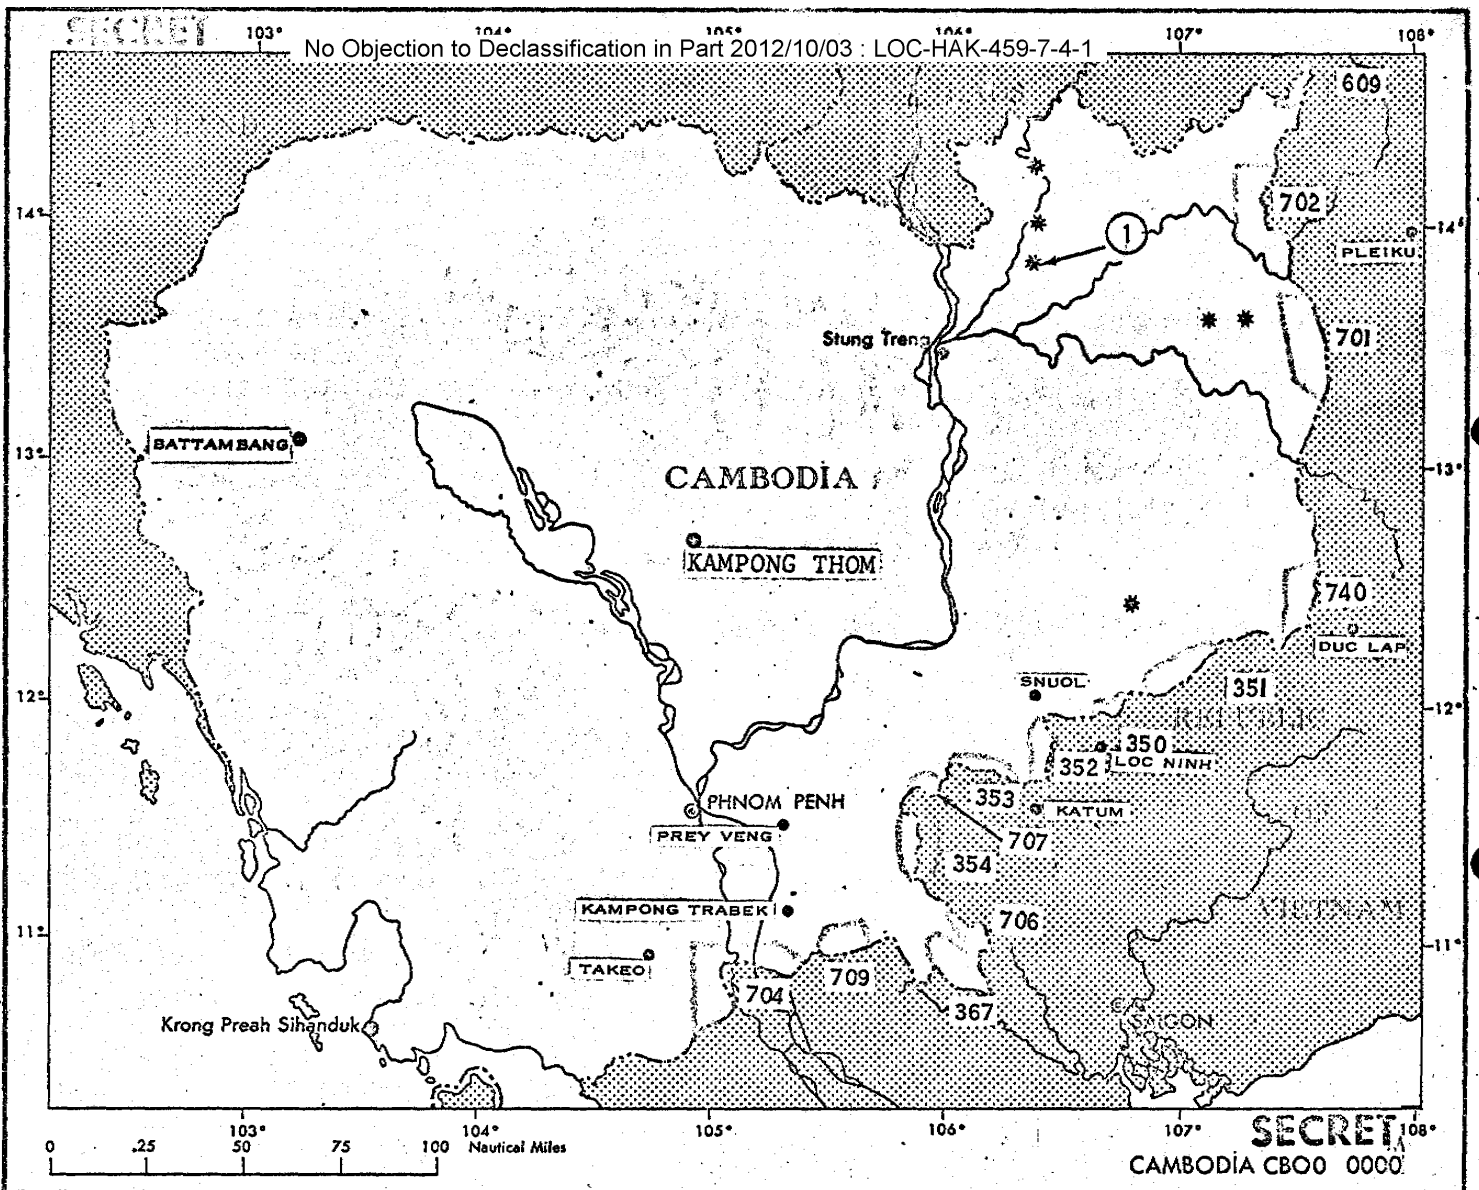 SECRET
103° 104° 105° 106° 107° 108°
No Objection to Declassification in Part 2012/10/03 : LOC-HAK-459-7-4-1
609
702
14°
14°
1
PLEIKU
Stung Treng
701
BATTAMBANG
13°
13°
CAMBODIA
KAMPONG THOM
740
DUC LAP
SNUOL
351
12°
12°
REPUBLIC
350
LOC NINH
352
353
KATUM
PHNOM PENH
PREY VENG
707
354
VIETNAM
KAMPONG TRABEK
706
11°
11°
TAKEO
709
704
367
SAIGON
Krong Preah Sihanduk
103° 104° 105° 106° 107° 108°
SECRET
0 25 50 75 100 Nautical Miles
CAMBODIA CBOO 0000